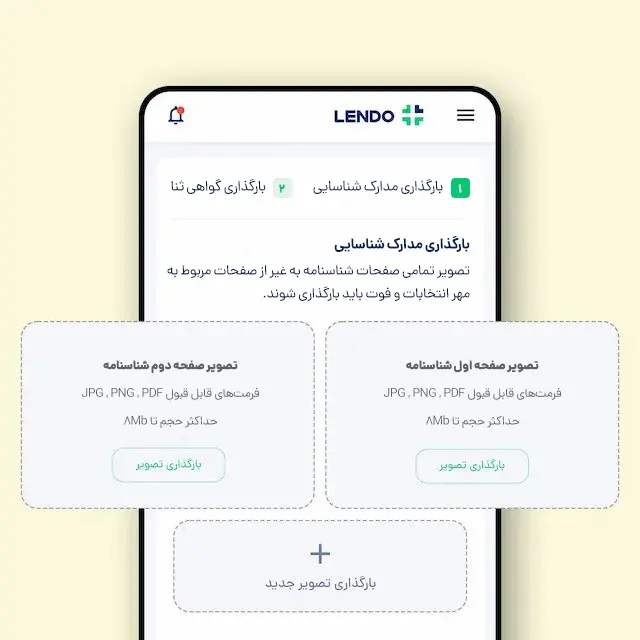 LENDO
۱ بارگذاری مدارک شناسایی
۲ بارگذاری گواهی ثنا
بارگذاری مدارک شناسایی
تصویر تمامی صفحات شناسنامه به غیر از صفحات مربوط به
مهر انتخابات و فوت باید بارگذاری شوند.
تصویر صفحه اول شناسنامه
فرمت‌های قابل قبول JPG , PNG , PDF
حداکثر حجم تا ۸Mb
بارگذاری تصویر
تصویر صفحه دوم شناسنامه
فرمت‌های قابل قبول JPG , PNG , PDF
حداکثر حجم تا ۸Mb
بارگذاری تصویر
+
بارگذاری تصویر جدید